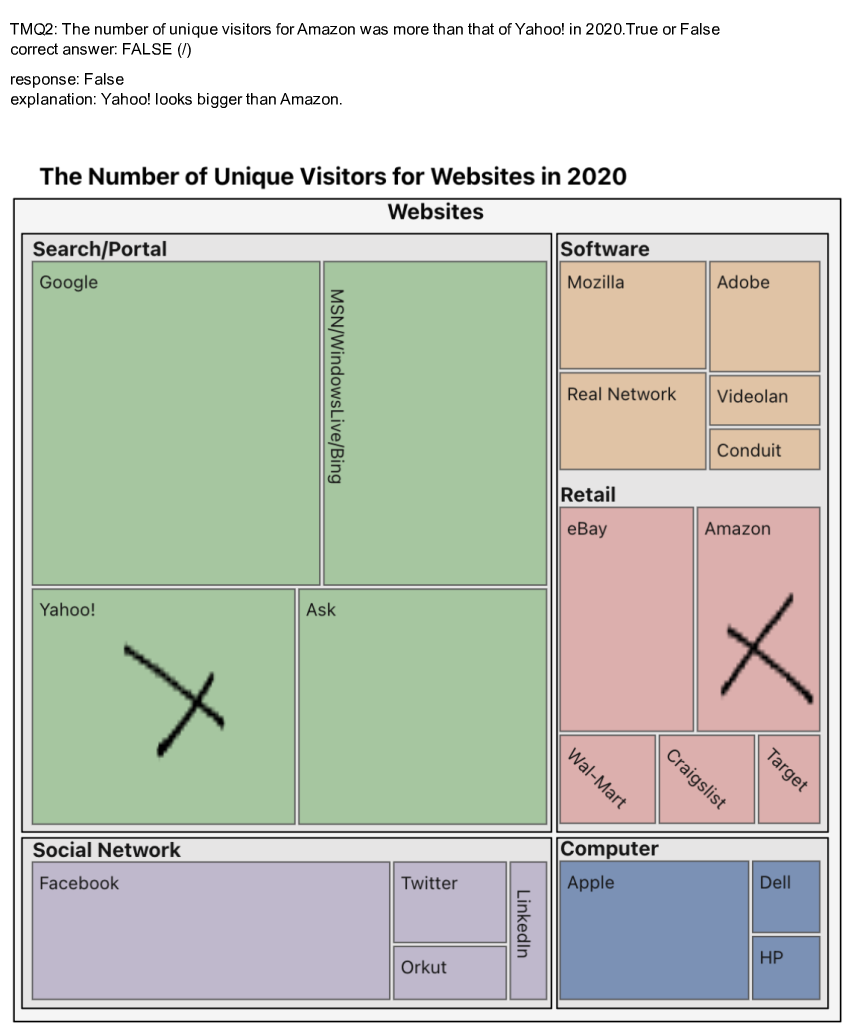 TMQ2: The number of unique visitors for Amazon was more than that of Yahoo! in 2020.True or False
correct answer: FALSE (/)
response: False
explanation: Yahoo! looks bigger than Amazon.
The Number of Unique Visitors for Websites in 2020
Websites
Search/Portal
Google
MSN/WindowsLive/Bing
Yahoo!
Ask
Software
Mozilla
Adobe
Real Network
Videolan
Conduit
Retail
eBay
Amazon
Wal-Mart
Craigslist
Target
Social Network
Facebook
Twitter
LinkedIn
Orkut
Computer
Apple
Dell
HP